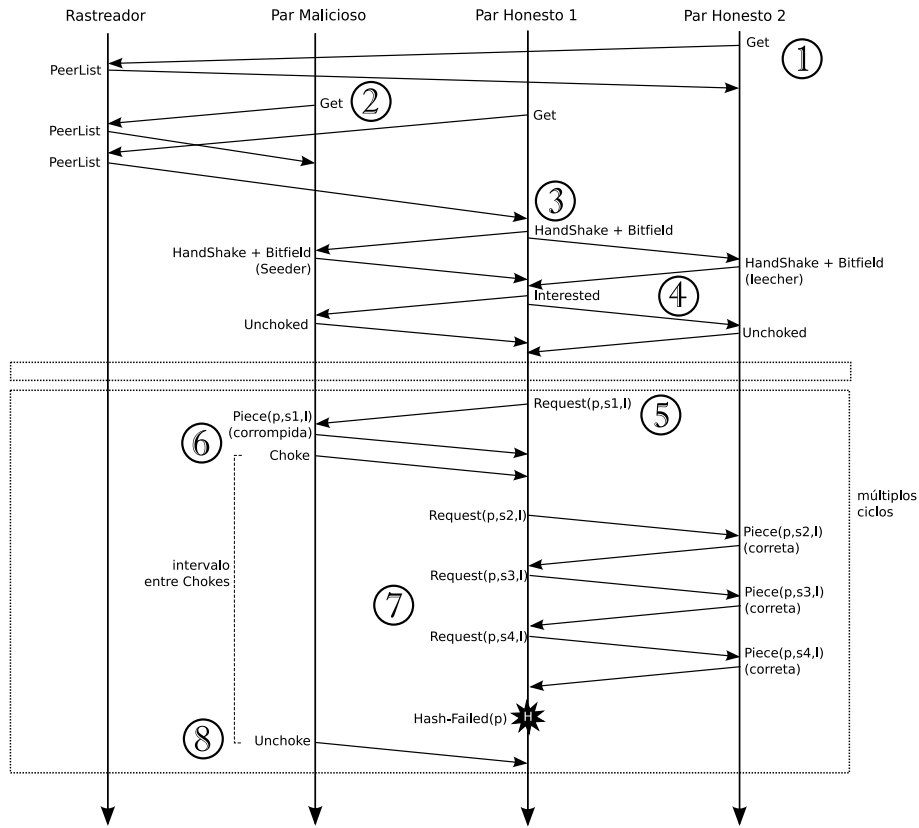 Rastreador
Par Malicioso
Par Honesto 1
Par Honesto 2
Get
1
PeerList
Get
2
Get
PeerList
PeerList
3
HandShake + Bitfield
HandShake + Bitfield
(Seeder)
HandShake + Bitfield
(leecher)
Interested
4
Unchoked
Unchoked
Request(p,s1,l)
5
Piece(p,s1,l)
(corrompida)
6
Choke
múltiplos
ciclos
Request(p,s2,l)
Piece(p,s2,l)
(correta)
intervalo
entre Chokes
Request(p,s3,l)
Piece(p,s3,l)
(correta)
7
Request(p,s4,l)
Piece(p,s4,l)
(correta)
Hash-Failed(p)
H
8
Unchoke